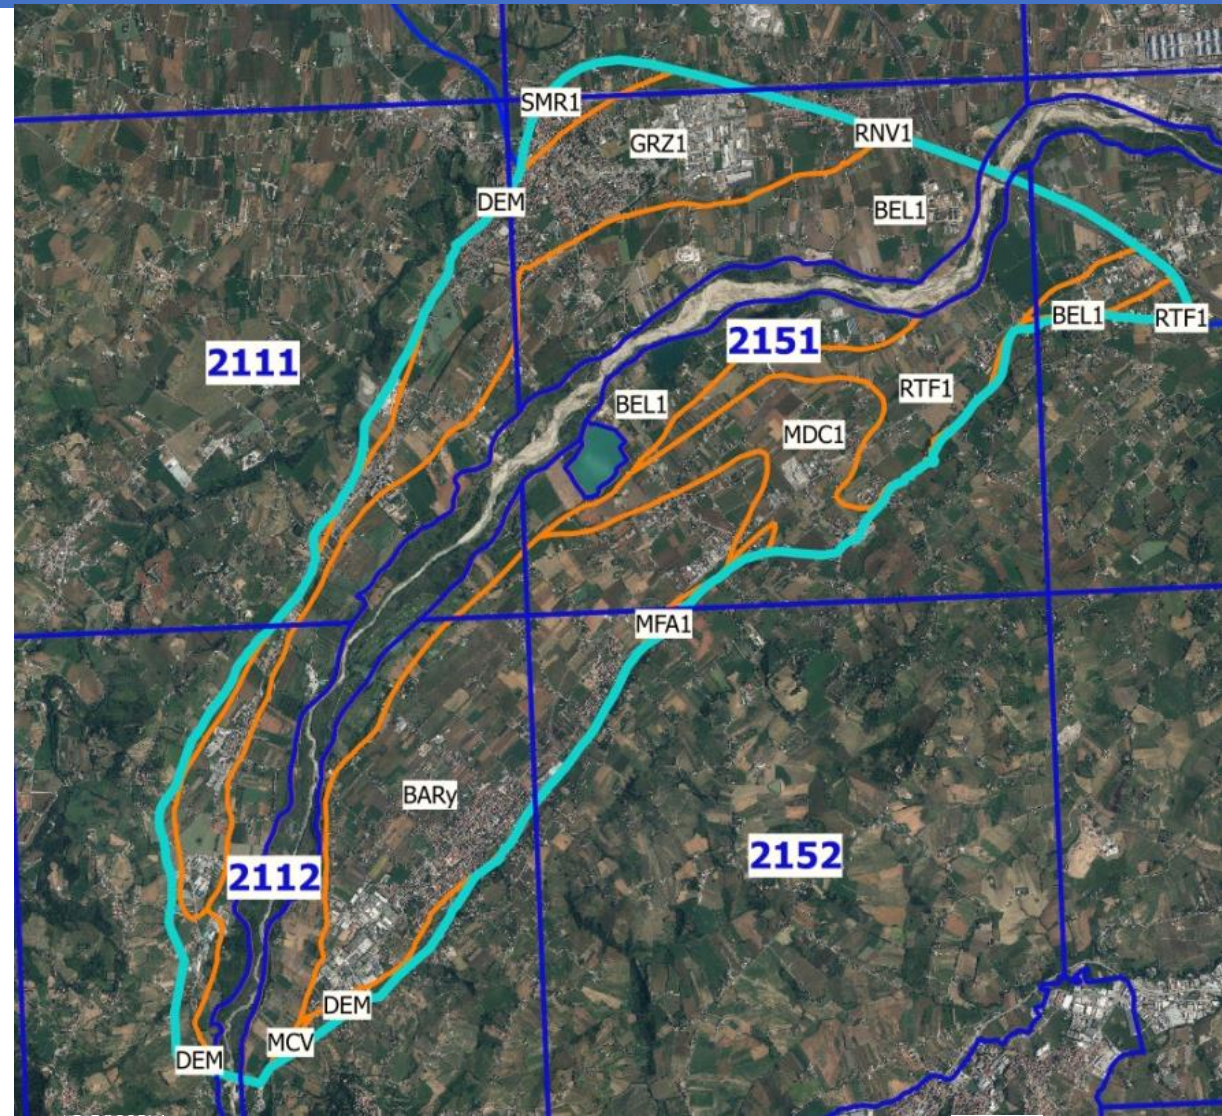 SMR1
GRZ1
RNV1
DEM
BEL1
BEL1
RTF1
2151
2111
RTF1
BEL1
MDC1
MFA1
BARy
2152
2112
DEM
MCV
DEM